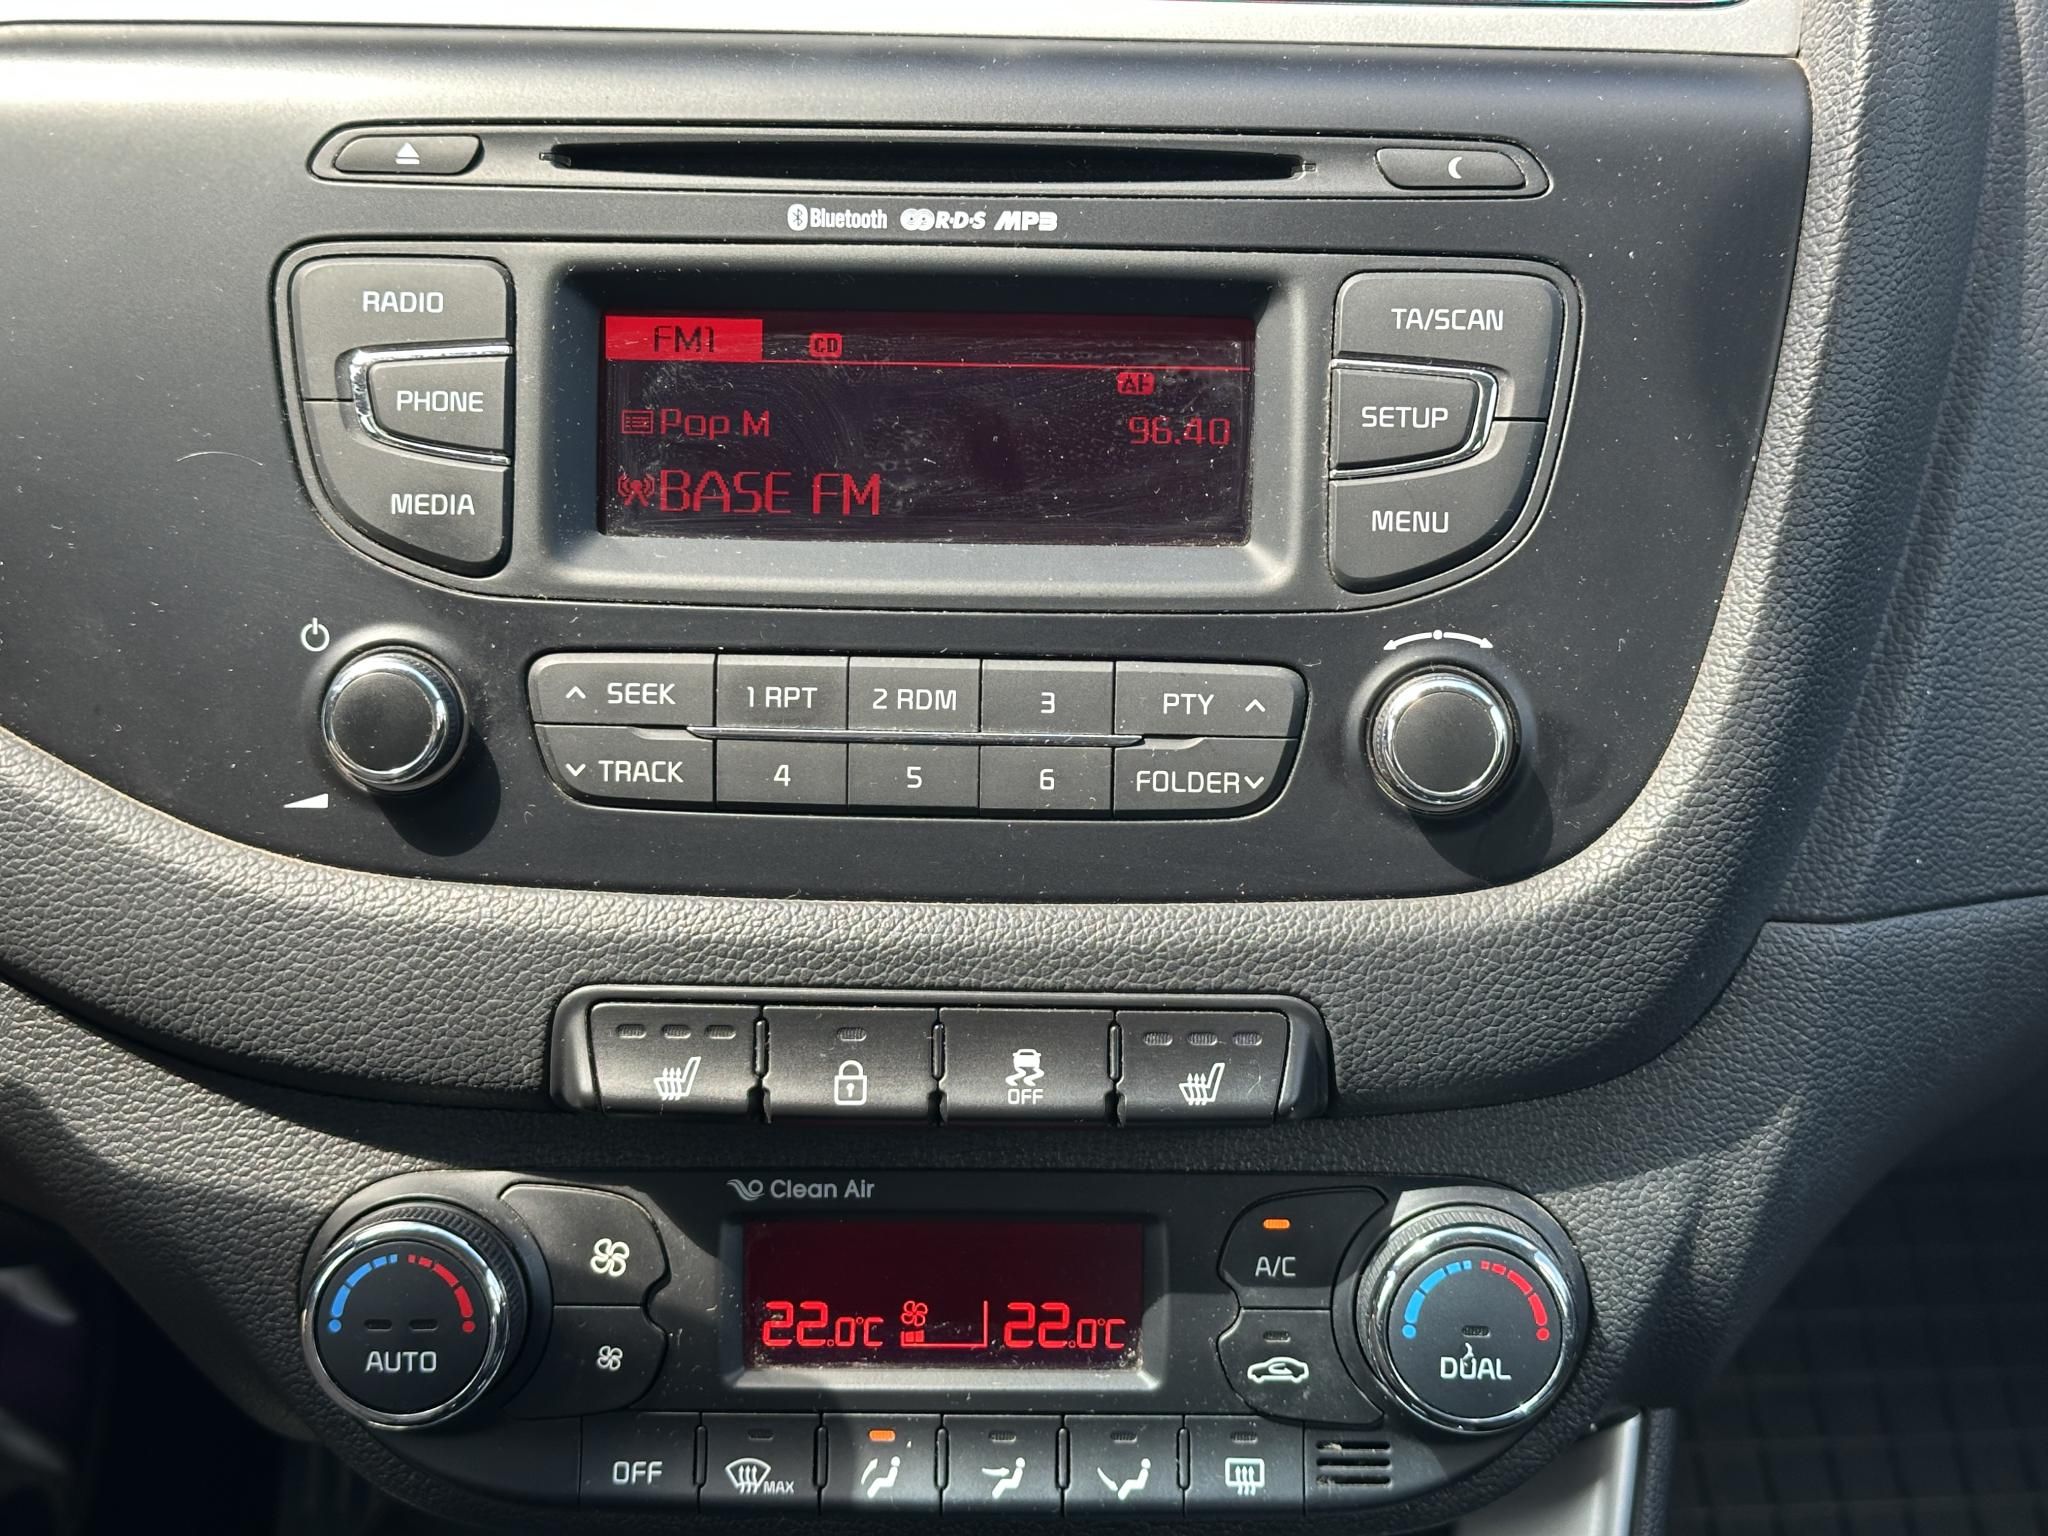 Bluetooth R·D·S MP3
RADIO
PHONE
MEDIA
FM1 CD
AF
Pop M 96.40
BASE FM
TA/SCAN
SETUP
MENU
SEEK 1 RPT 2 RDM 3 PTY
TRACK 4 5 6 FOLDER
OFF
Clean Air
AUTO
22.0°C 22.0°C
A/C
DUAL
OFF MAX